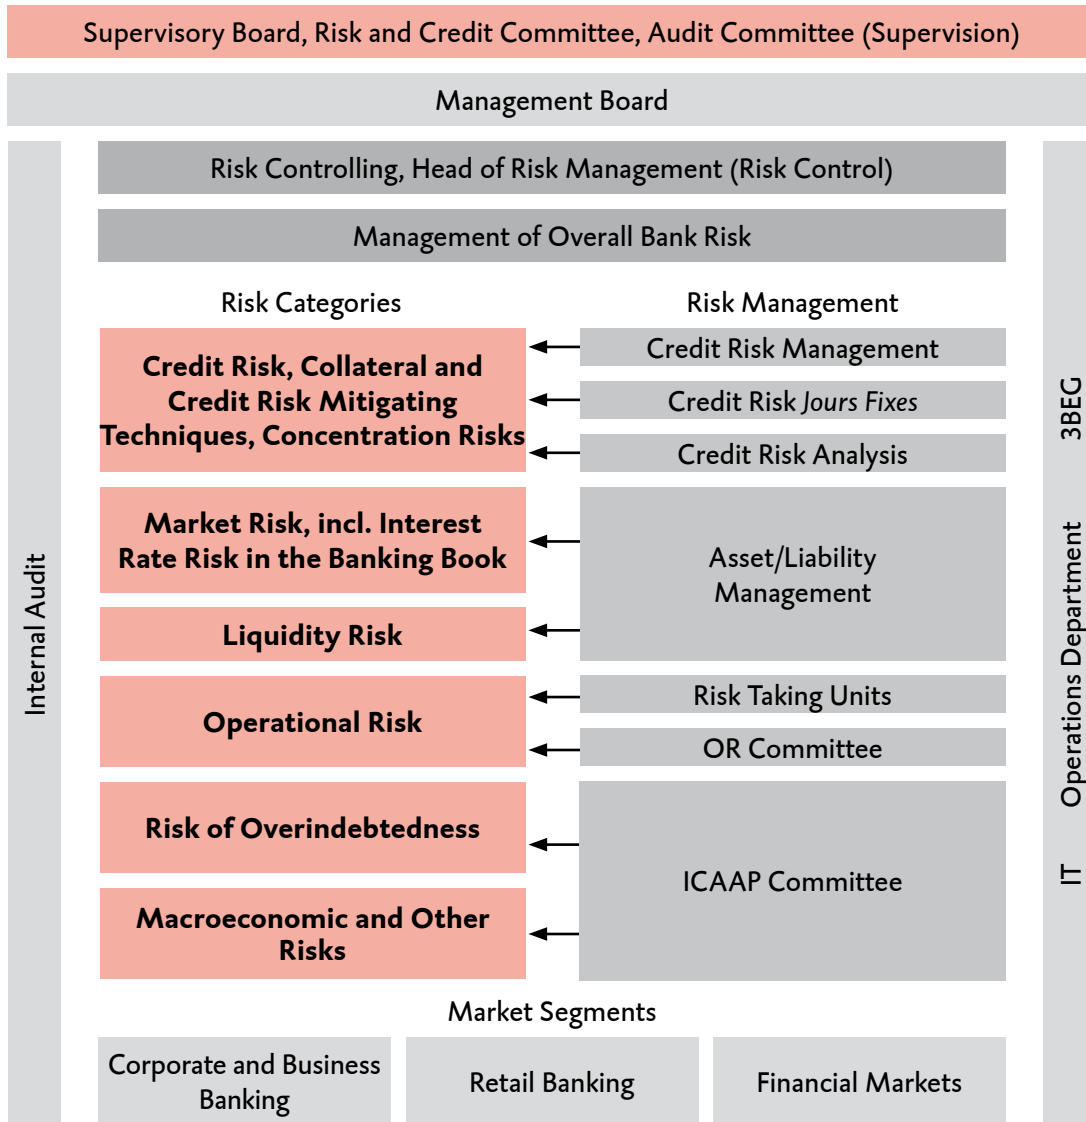 Supervisory Board, Risk and Credit Committee, Audit Committee (Supervision)
Management Board
Internal Audit
Risk Controlling, Head of Risk Management (Risk Control)
Management of Overall Bank Risk
Risk Categories
Risk Management
Credit Risk, Collateral and
Credit Risk Mitigating
Techniques, Concentration Risks
Credit Risk Management
Credit Risk Jours Fixes
Credit Risk Analysis
Market Risk, incl. Interest
Rate Risk in the Banking Book
Liquidity Risk
Asset/Liability
Management
Operational Risk
Risk Taking Units
OR Committee
Risk of Overindebtedness
Macroeconomic and Other
Risks
ICAAP Committee
Market Segments
Corporate and Business
Banking
Retail Banking
Financial Markets
IT Operations Department 3BEG